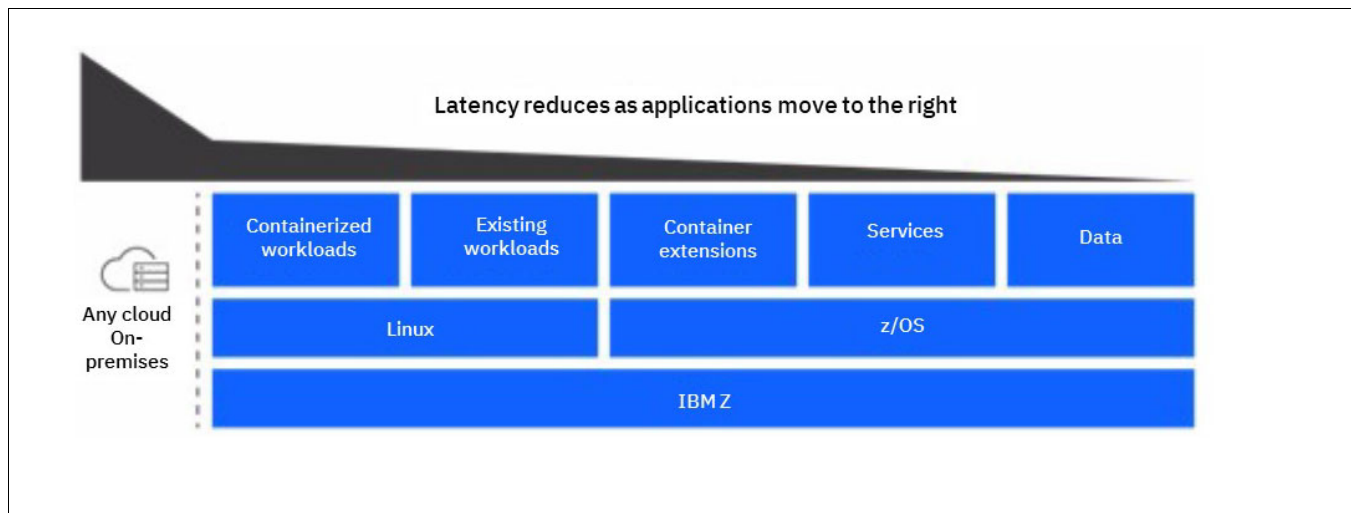 Latency reduces as applications move to the right
Containerized
workloads
Existing
workloads
Container
extensions
Services
Data
Any cloud
On-
premises
Linux
z/OS
IBM Z